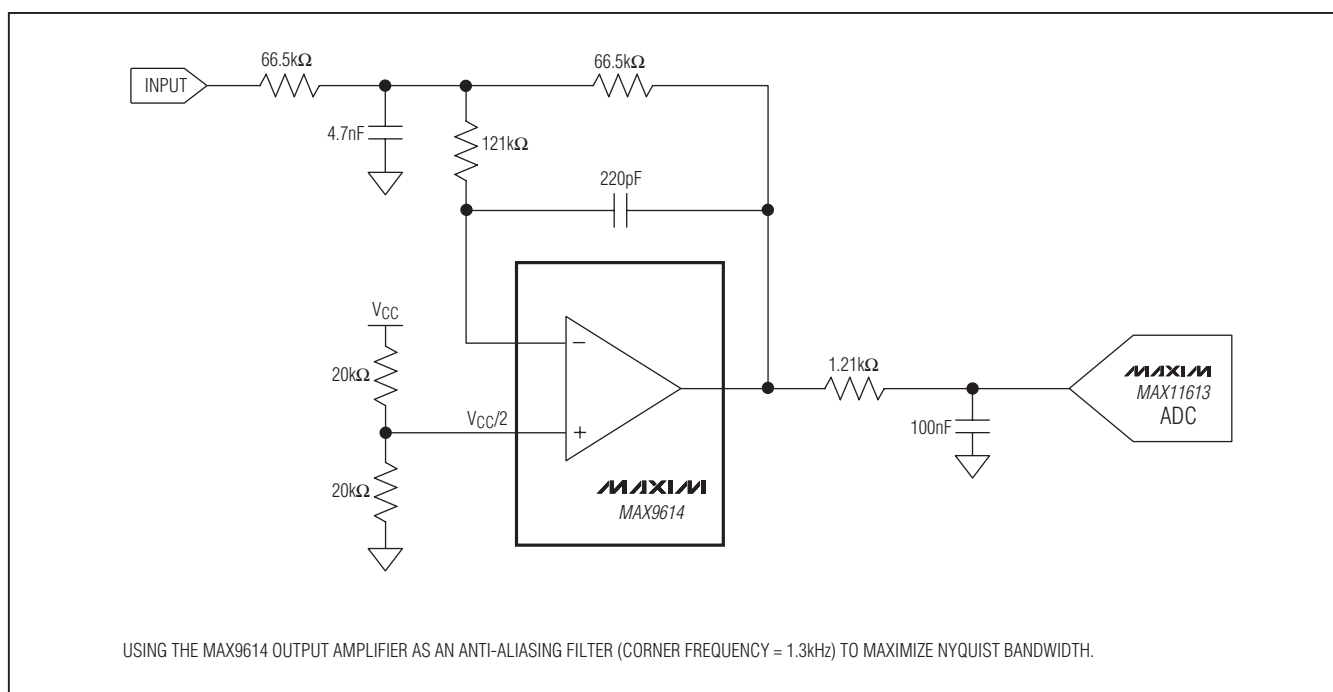 66.5kΩ
66.5kΩ
INPUT
4.7nF
121kΩ
220pF
VCC
20kΩ
VCC/2
20kΩ
−
+
MAXIM
MAX9614
1.21kΩ
100nF
MAXIM
MAX11613
ADC
USING THE MAX9614 OUTPUT AMPLIFIER AS AN ANTI-ALIASING FILTER (CORNER FREQUENCY = 1.3kHz) TO MAXIMIZE NYQUIST BANDWIDTH.